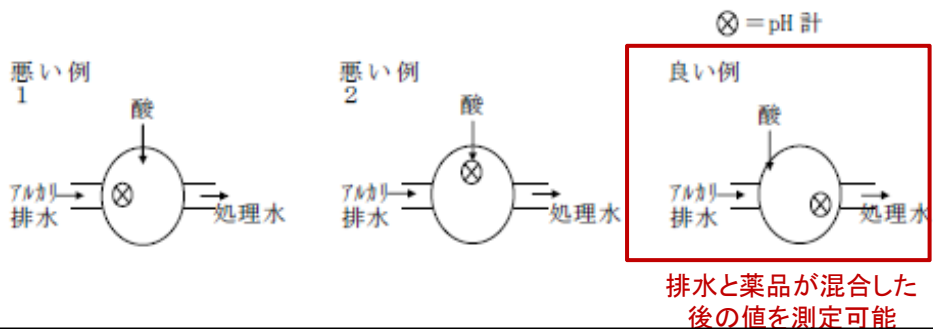 ⊗＝pH 計
悪い例
1
酸
アルカリ
排水
処理水
悪い例
2
酸
アルカリ
排水
処理水
良い例
酸
アルカリ
排水
処理水
排水と薬品が混合した
後の値を測定可能